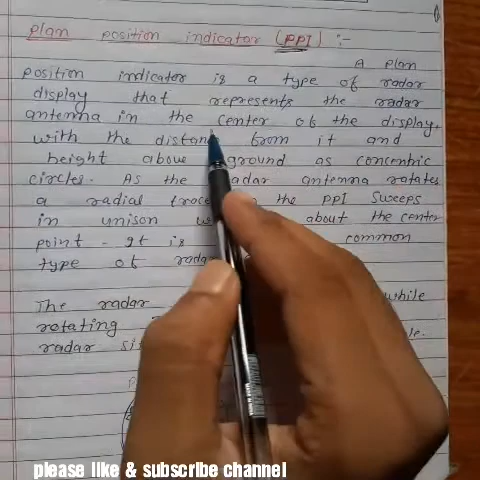 Plan position indicator (PPI) :-
A Plan
position indicator is a type of radar
display that represents the radar
antenna in the center of the display,
with the distan from it and
height above ground as concentric
circles. As the radar antenna rotates
a radial trace the PPI sweeps
in unison about the center
point. It is common
type of radar
The radar while
rotating
radar
please like & subscribe channel